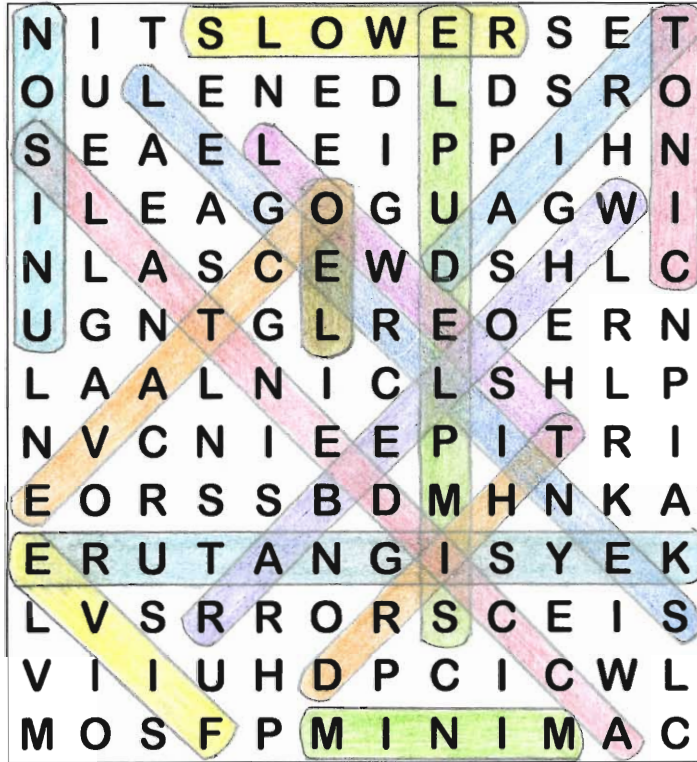 N I T S L O W E R S E T
O U L E N E D L D S R O
S E A E L E I P P I H N
I L E A G O G U A G W I
N L A S C E W D S H L C
U G N T G L R E O E R N
L A A L N I C L S H L P
N V C N I E E P I T R I
E O R S S B D M H N K A
E R U T A N G I S Y E K
L V S R R O R S C E I S
V I I U H D P C I C W L
M O S F P M I N I M A C